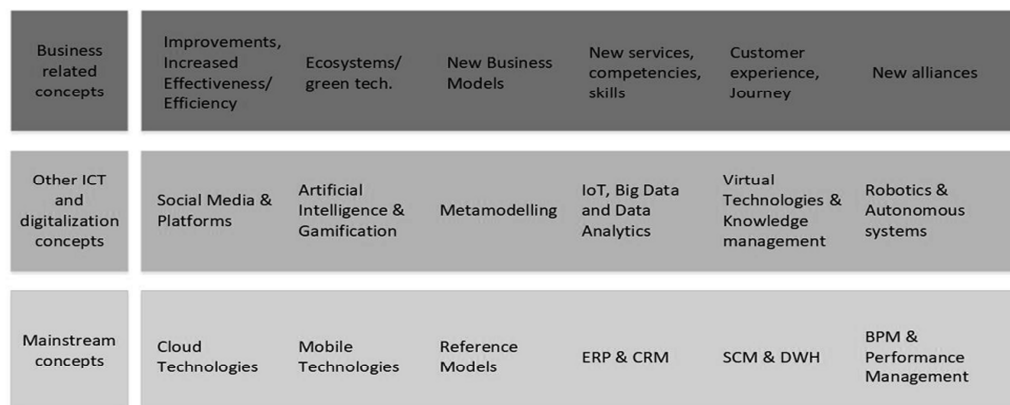 Business
related
concepts
Improvements,
Increased
Effectiveness/
Efficiency
Ecosystems/
green tech.
New Business
Models
New services,
competencies,
skills
Customer
experience,
Journey
New alliances
Other ICT
and
digitalization
concepts
Social Media &
Platforms
Artificial
Intelligence &
Gamification
Metamodelling
IoT, Big Data
and Data
Analytics
Virtual
Technologies &
Knowledge
management
Robotics &
Autonomous
systems
Mainstream
concepts
Cloud
Technologies
Mobile
Technologies
Reference
Models
ERP & CRM
SCM & DWH
BPM &
Performance
Management